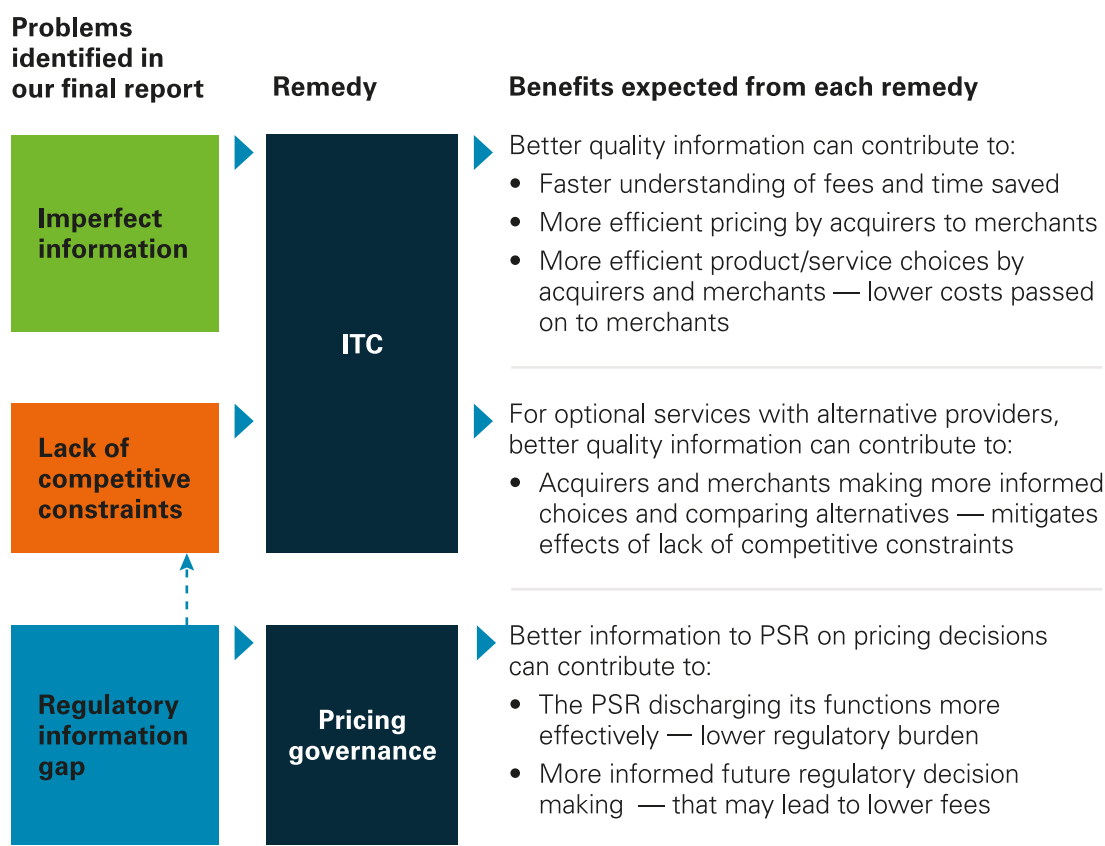 Problems
identified in
our final report
Remedy
Benefits expected from each remedy
Imperfect
information
ITC
Better quality information can contribute to:
• Faster understanding of fees and time saved
• More efficient pricing by acquirers to merchants
• More efficient product/service choices by
acquirers and merchants — lower costs passed
on to merchants
Lack of
competitive
constraints
For optional services with alternative providers,
better quality information can contribute to:
• Acquirers and merchants making more informed
choices and comparing alternatives — mitigates
effects of lack of competitive constraints
Regulatory
information
gap
Pricing
governance
Better information to PSR on pricing decisions
can contribute to:
• The PSR discharging its functions more
effectively — lower regulatory burden
• More informed future regulatory decision
making — that may lead to lower fees